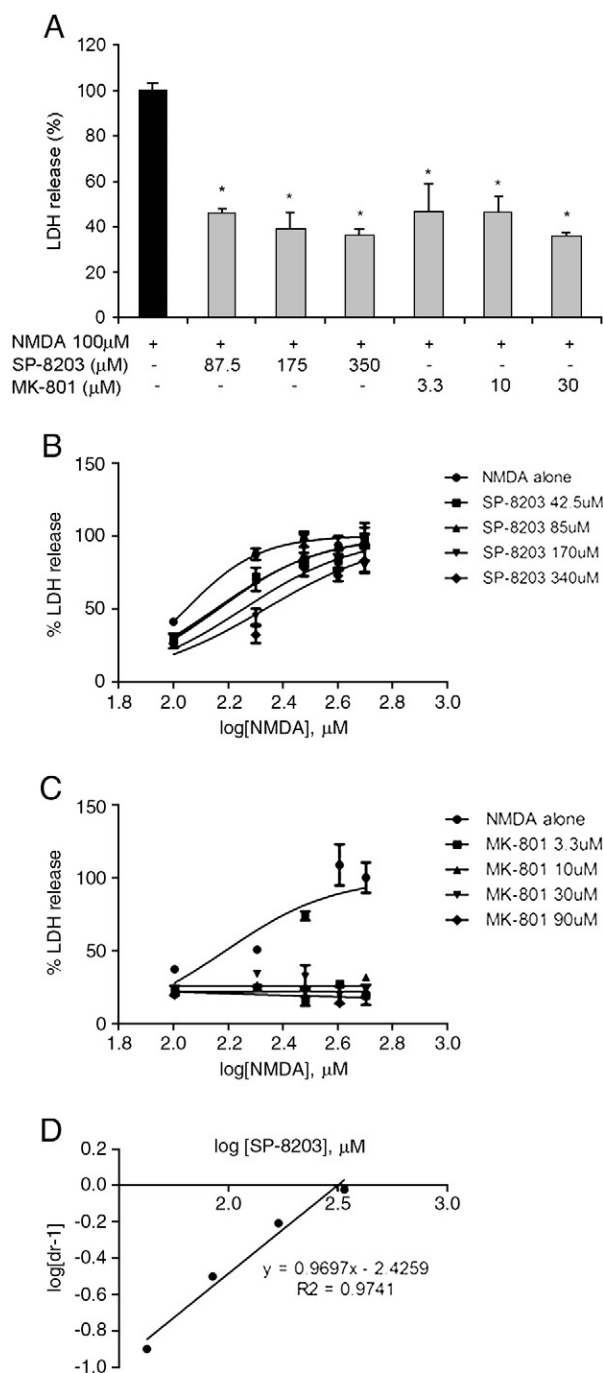 A
120
100
80
60
40
20
0
LDH release (%)
* * * * * *
NMDA 100μM + + + + + + +
SP-8203 (μM) - 87.5 175 350 - - -
MK-801 (μM) - - - - 3.3 10 30
B
150
100
50
0
% LDH release
1.8 2.0 2.2 2.4 2.6 2.8 3.0
log[NMDA], μM
NMDA alone
SP-8203 42.5uM
SP-8203 85uM
SP-8203 170uM
SP-8203 340uM
C
150
100
50
0
% LDH release
1.8 2.0 2.2 2.4 2.6 2.8 3.0
log[NMDA], μM
NMDA alone
MK-801 3.3uM
MK-801 10uM
MK-801 30uM
MK-801 90uM
D
log [SP-8203], μM
0.2
0.0
-0.2
-0.4
-0.6
-0.8
-1.0
log[dr-1]
2.0 2.5 3.0
y = 0.9697x - 2.4259
R2 = 0.9741